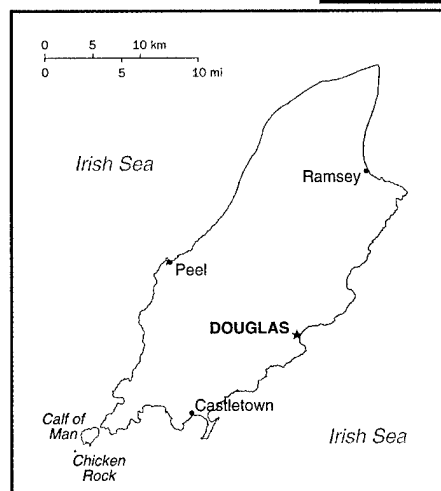 0 5 10 km
0 5 10 mi
Irish Sea
Ramsey
Peel
DOUGLAS
Castletown
Calf of
Man
Irish Sea
Chicken
Rock